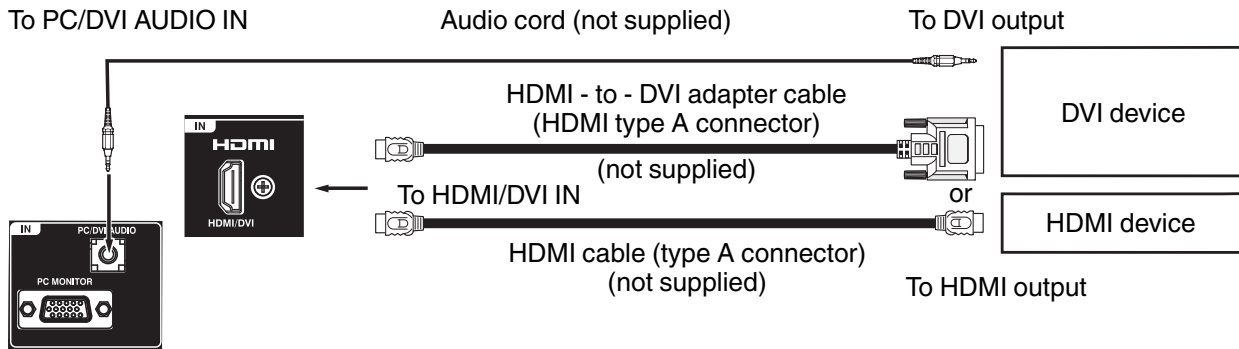 To PC/DVI AUDIO IN
Audio cord (not supplied)
To DVI output
HDMI - to - DVI adapter cable
(HDMI type A connector)
(not supplied)
DVI device
IN
HDMI
HDMI/DVI
To HDMI/DVI IN
or
HDMI device
HDMI cable (type A connector)
(not supplied)
To HDMI output
IN
PC/DVI AUDIO
PC MONITOR